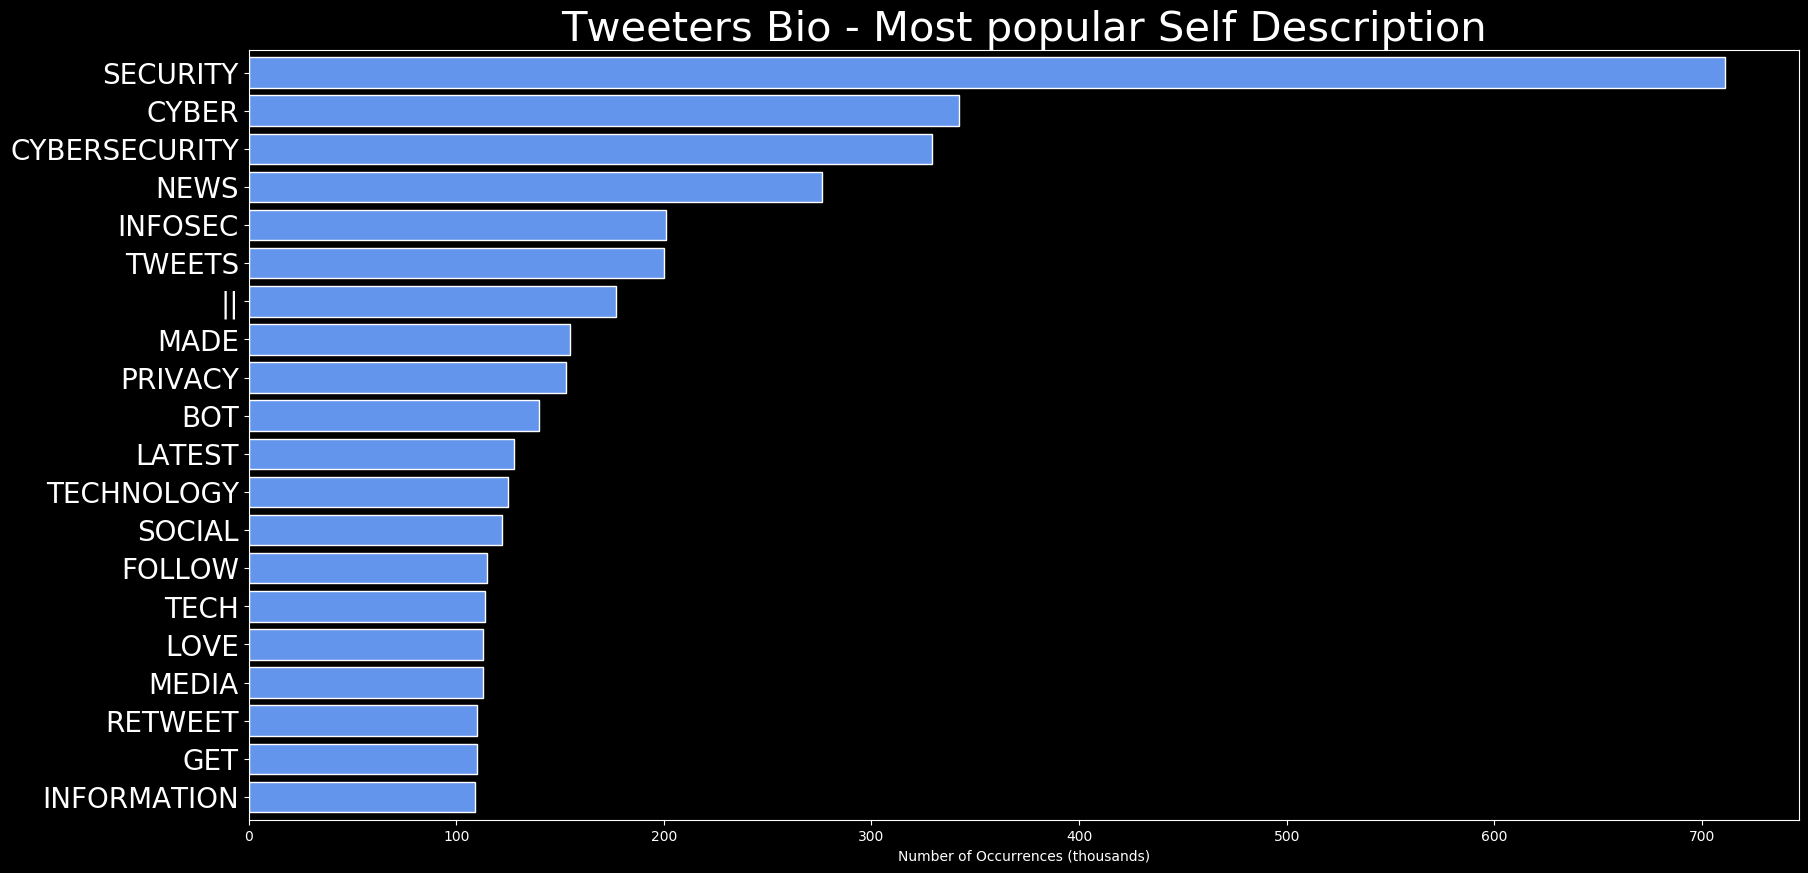 Tweeters Bio - Most popular Self Description
SECURITY
CYBER
CYBERSECURITY
NEWS
INFOSEC
TWEETS
||
MADE
PRIVACY
BOT
LATEST
TECHNOLOGY
SOCIAL
FOLLOW
TECH
LOVE
MEDIA
RETWEET
GET
INFORMATION
0 100 200 300 400 500 600 700
Number of Occurrences (thousands)